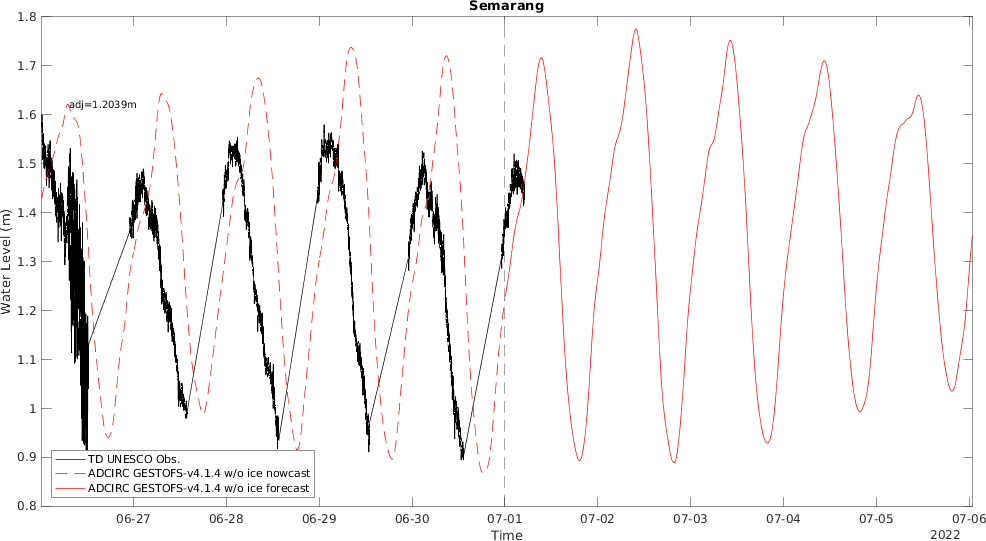 Semarang
1.8
1.7
1.6
1.5
1.4
1.3
1.2
1.1
1
0.9
0.8
Water Level (m)
adj=1.2039m
TD UNESCO Obs.
ADCIRC GESTOFS-v4.1.4 w/o ice nowcast
ADCIRC GESTOFS-v4.1.4 w/o ice forecast
06-27 06-28 06-29 06-30 07-01 07-02 07-03 07-04 07-05 07-06
Time
2022